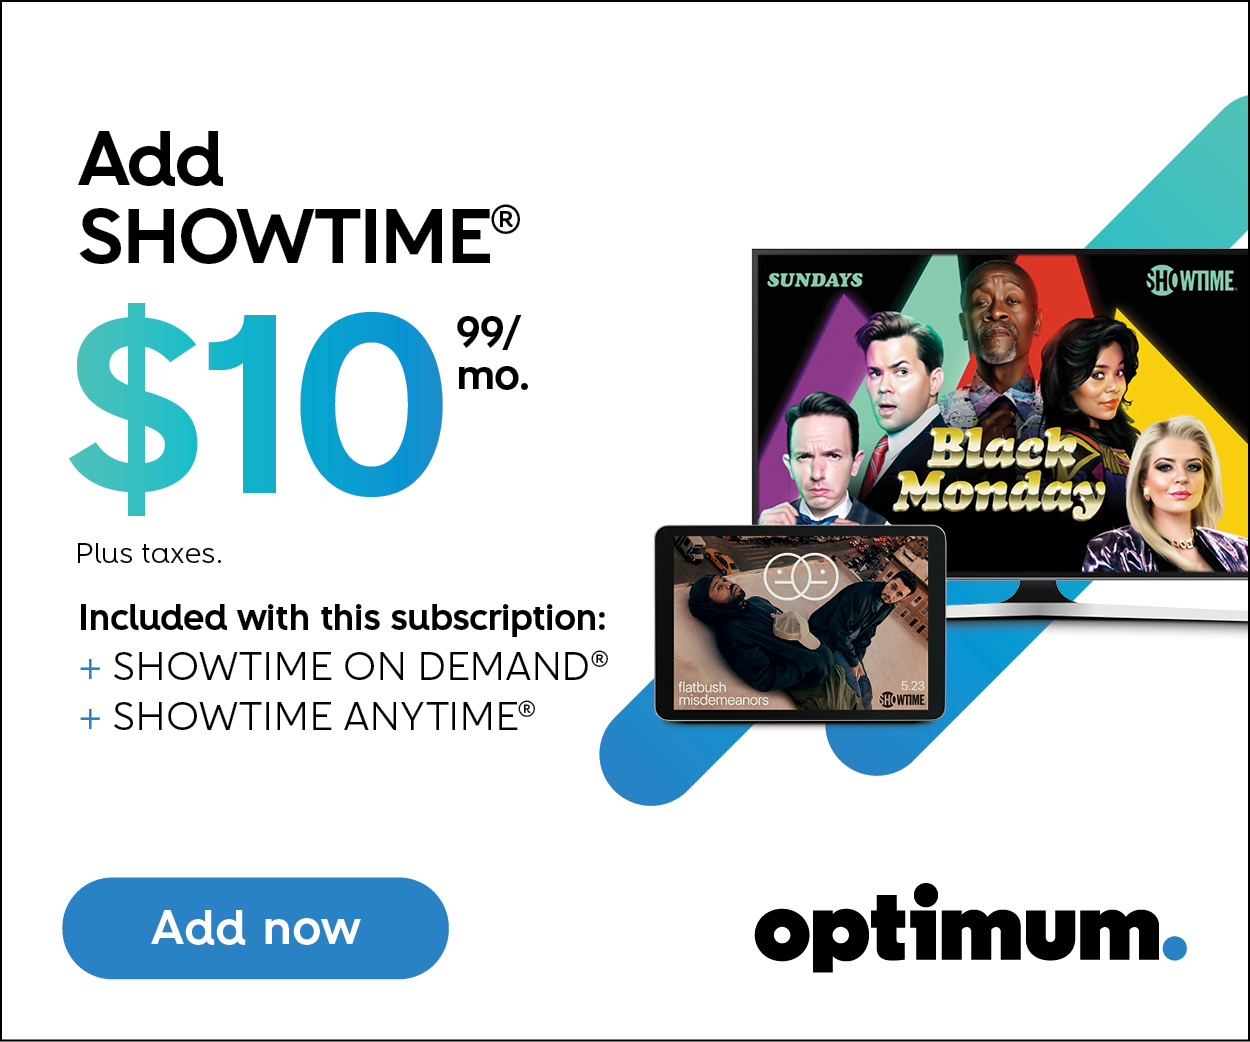 Add
SHOWTIME®
$10 99/
mo.
Plus taxes.
Included with this subscription:
+ SHOWTIME ON DEMAND®
+ SHOWTIME ANYTIME®
Add now
SUNDAYS
SHOWTIME
Black
Monday
flatbush
misdemeanors
5.23
SHOWTIME
optimum.